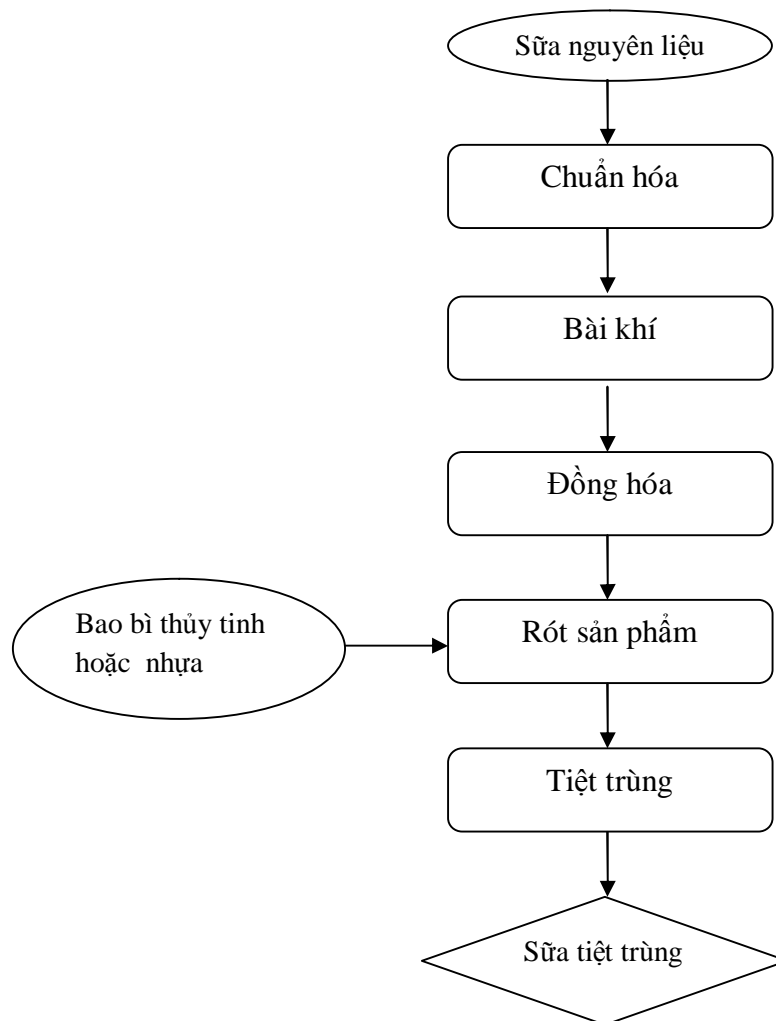 Sữa nguyên liệu
Chuẩn hóa
Bài khí
Đồng hóa
Bao bì thủy tinh
hoặc nhựa
Rót sản phẩm
Tiệt trùng
Sữa tiệt trùng